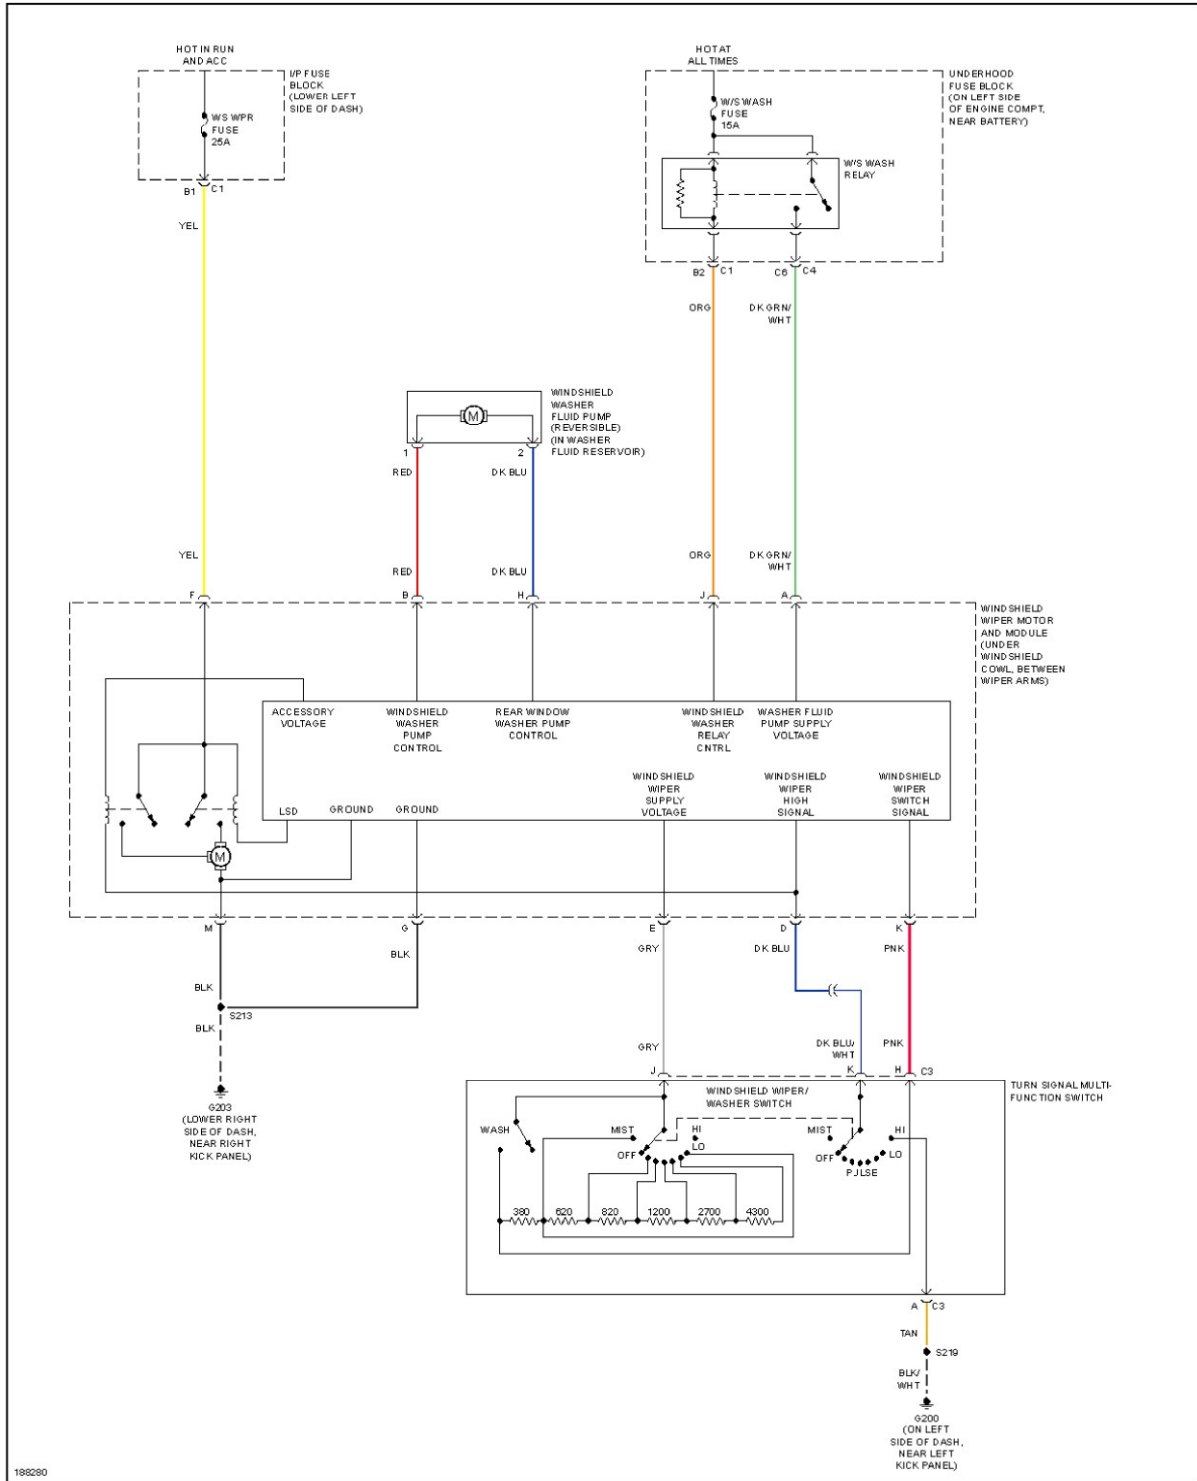 HOT IN RUN
AND ACC
I/P FUSE
BLOCK
(LOWER LEFT
SIDE OF DASH)
WS WPR
FUSE
25A
B1
C1
YEL
HOT AT
ALL TIMES
UNDERHOOD
FUSE BLOCK
(ON LEFT SIDE
OF ENGINE COMPT,
NEAR BATTERY)
W/S WASH
FUSE
15A
W/S WASH
RELAY
B2
C1
C6
C4
ORG
DK GRN/
WHT
WINDSHIELD
WASHER
FLUID PUMP
(REVERSIBLE)
(IN WASHER
FLUID RESERVOIR)
M
1
2
RED
DK BLU
YEL
RED
DK BLU
ORG
DK GRN/
WHT
F
B
H
J
A
WINDSHIELD
WIPER MOTOR
AND MODULE
(UNDER
WINDSHIELD
COWL, BETWEEN
WIPER ARMS)
ACCESSORY
VOLTAGE
WINDSHIELD
WASHER
PUMP
CONTROL
REAR WINDOW
WASHER PUMP
CONTROL
WINDSHIELD
WASHER
RELAY
CNTRL
WASHER FLUID
PUMP SUPPLY
VOLTAGE
LSD
GROUND
GROUND
WINDSHIELD
WIPER
SUPPLY
VOLTAGE
WINDSHIELD
WIPER
HIGH
SIGNAL
WINDSHIELD
WIPER
SWITCH
SIGNAL
M
M
G
E
D
K
BLK
BLK
GRY
DK BLU
PNK
S213
BLK
G203
(LOWER RIGHT
SIDE OF DASH,
NEAR RIGHT
KICK PANEL)
GRY
DK BLU/
WHT
PNK
J
K
H
C3
WINDSHIELD WIPER/
WASHER SWITCH
TURN SIGNAL MULTI-
FUNCTION SWITCH
WASH
MIST
OFF
HI
LO
MIST
OFF
HI
LO
PJLSE
380
620
820
1200
2700
4300
A
C3
TAN
S219
BLK/
WHT
G200
(ON LEFT
SIDE OF DASH,
NEAR LEFT
KICK PANEL)
188280